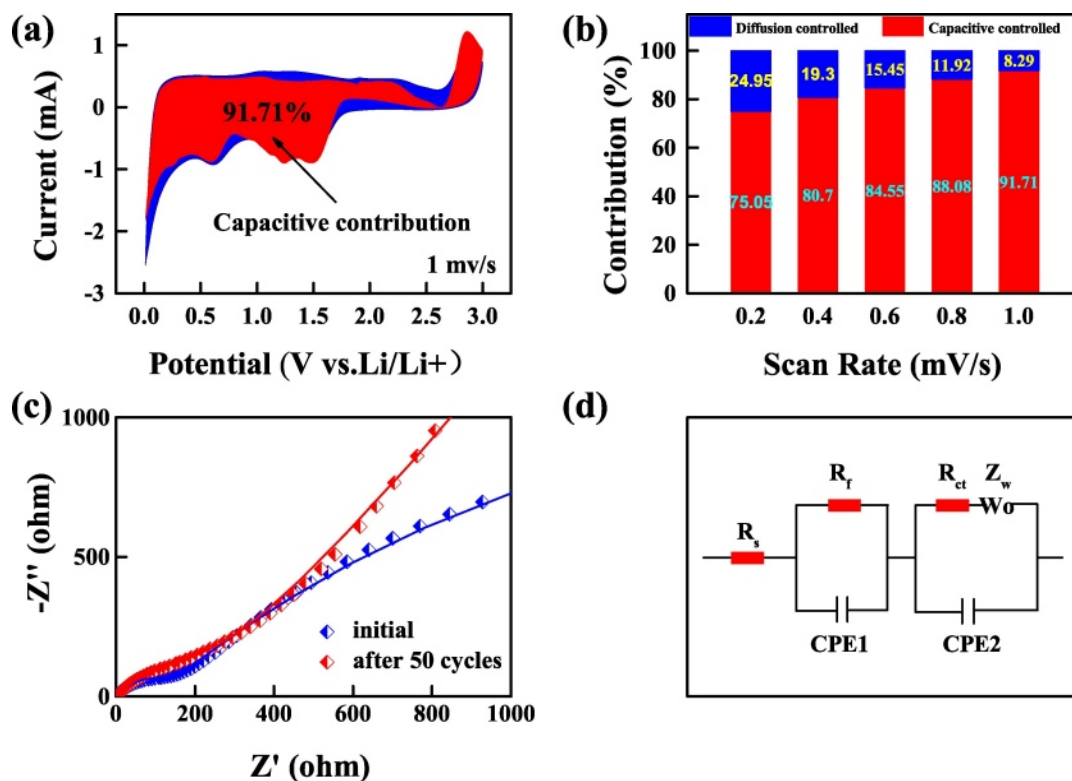 (a)
1
0
-1
-2
-3
Current (mA)
91.71%
Capacitive contribution
1 mv/s
0.0 0.5 1.0 1.5 2.0 2.5 3.0
Potential (V vs.Li/Li+)
(b)
Diffusion controlled Capacitive controlled
100
80
60
40
20
0
Contribution (%)
24.95 19.3 15.45 11.92 8.29
75.05 80.7 84.55 88.08 91.71
0.2 0.4 0.6 0.8 1.0
Scan Rate (mV/s)
(c)
1000
500
0
-Z'' (ohm)
initial
after 50 cycles
0 200 400 600 800 1000
Z' (ohm)
(d)
Rs
Rf
CPE1
Rct Zw
Wo
CPE2